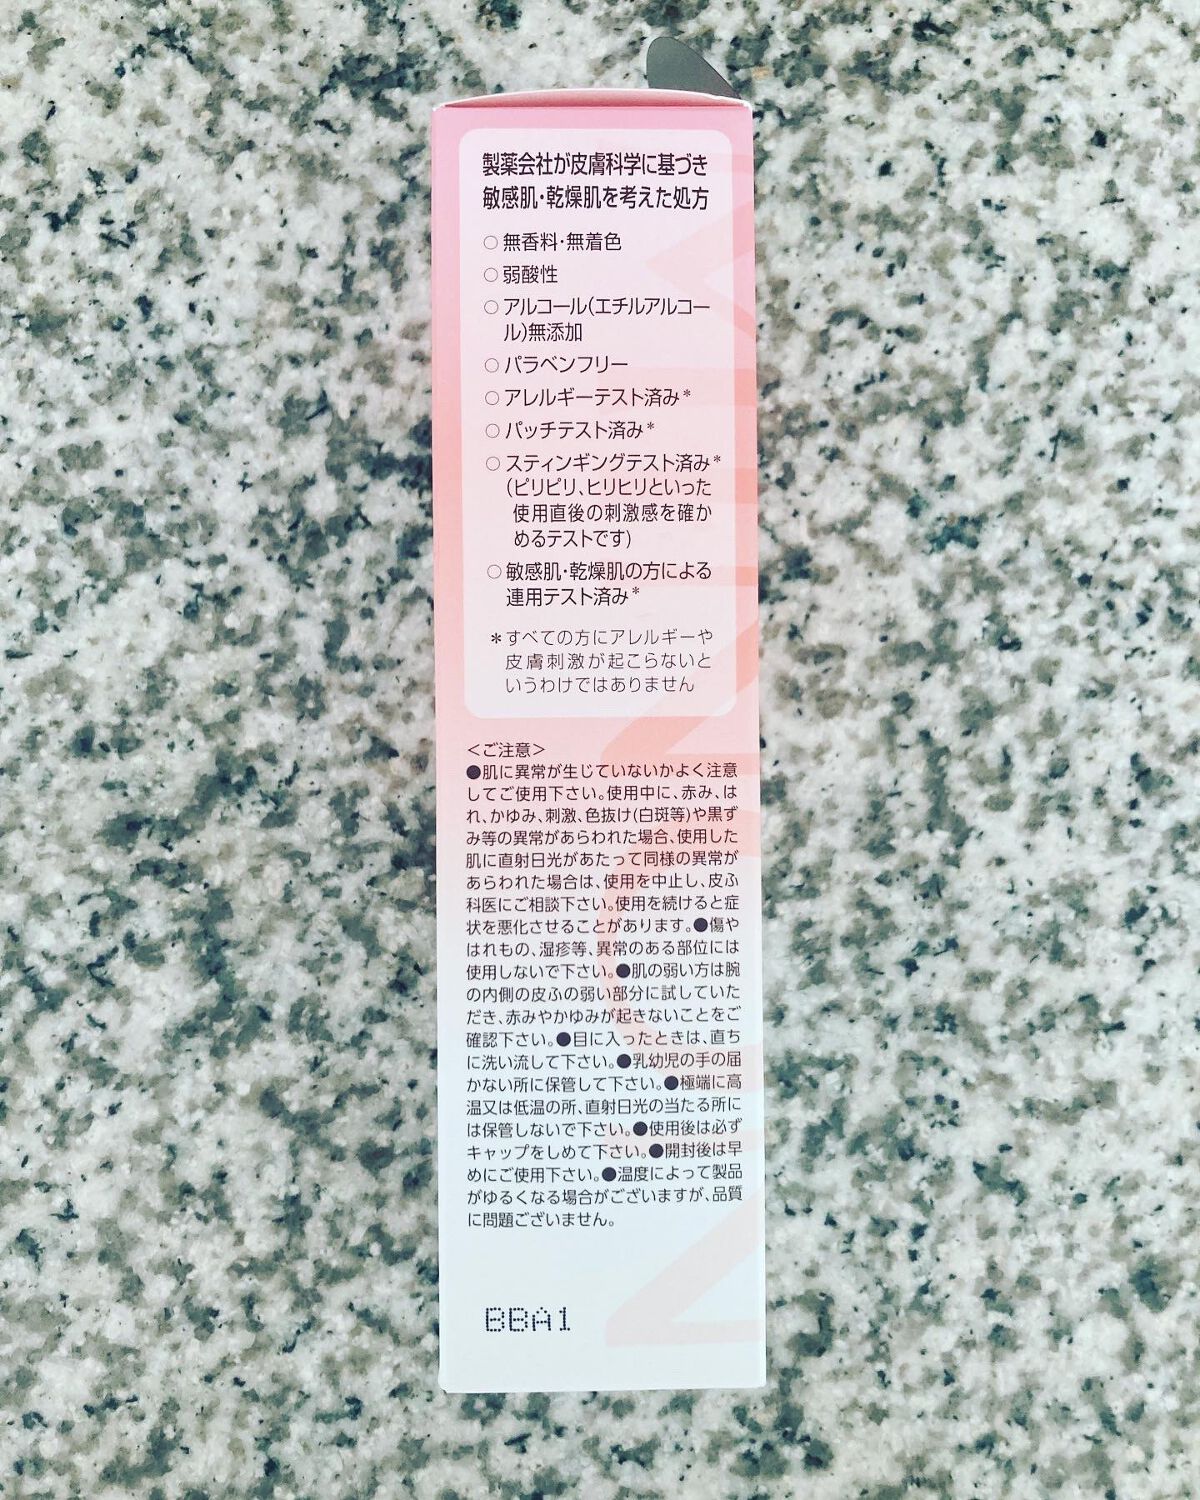 製薬会社が皮膚科学に基づき
敏感肌・乾燥肌を考えた処方
○ 無香料・無着色
○ 弱酸性
○ アルコール(エチルアルコー
ル)無添加
○ パラベンフリー
○ アレルギーテスト済み*
○ パッチテスト済み*
○ スティンギングテスト済み*
(ピリピリ、ヒリヒリといった
使用直後の刺激感を確か
めるテストです)
○ 敏感肌・乾燥肌の方による
連用テスト済み*
*すべての方にアレルギーや
皮膚刺激が起こらないと
いうわけではありません
<ご注意>
●肌に異常が生じていないかよく注意
してご使用下さい。使用中に、赤み、は
れ、かゆみ、刺激、色抜け(白斑等)や黒ず
み等の異常があらわれた場合、使用した
肌に直射日光があたって同様の異常が
あらわれた場合は、使用を中止し、皮ふ
科医にご相談下さい。使用を続けると症
状を悪化させることがあります。●傷や
はれもの、湿疹等、異常のある部位には
使用しないで下さい。●肌の弱い方は腕
の内側の皮ふの弱い部分に試していた
だき、赤みやかゆみが起きないことをご
確認下さい。●目に入ったときは、直ち
に洗い流して下さい。●乳幼児の手の届
かない所に保管して下さい。●極端に高
温又は低温の所、直射日光の当たる所に
は保管しないで下さい。●使用後は必ず
キャップをしめて下さい。●開封後は早
めにご使用下さい。●温度によって製品
がゆるくなる場合がございますが、品質
に問題ございません。
BBA1